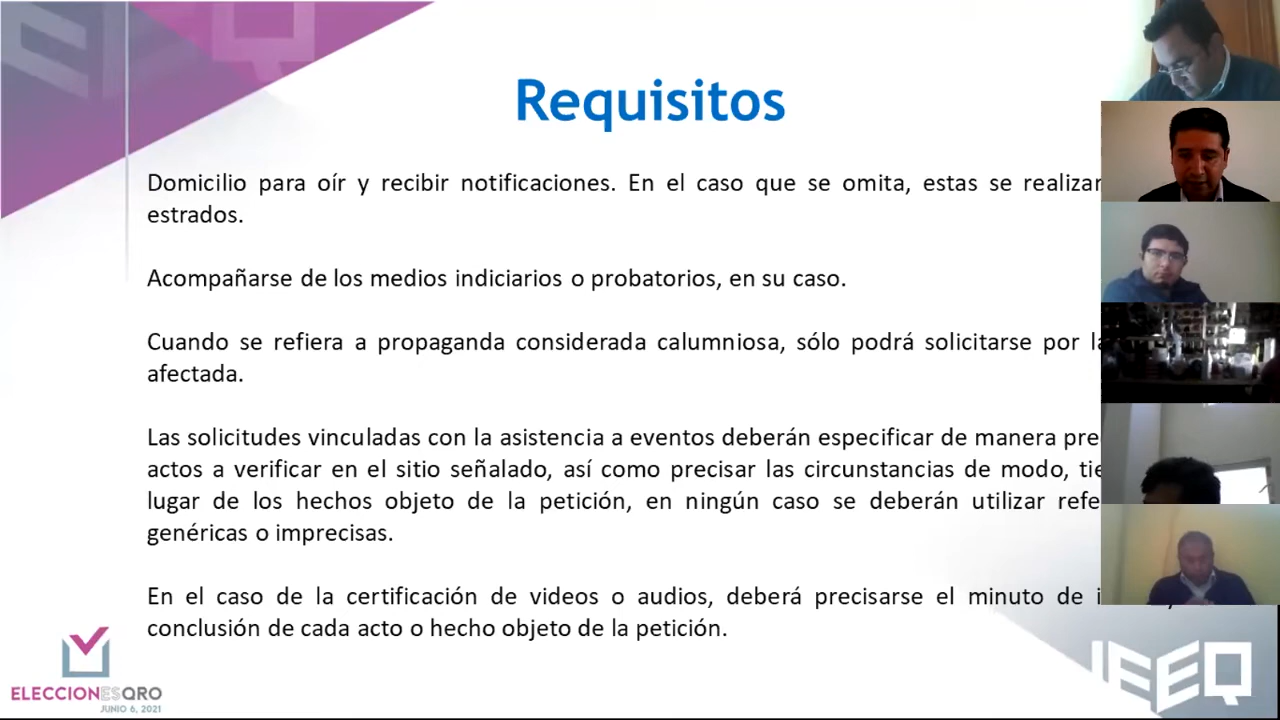 Requisitos
Domicilio para oír y recibir notificaciones. En el caso que se omita, estas se realizar
estrados.
Acompañarse de los medios indiciarios o probatorios, en su caso.
Cuando se refiera a propaganda considerada calumniosa, sólo podrá solicitarse por
afectada.
Las solicitudes vinculadas con la asistencia a eventos deberán especificar de manera
actos a verificar en el sitio señalado, así como precisar las circunstancias de modo,
lugar de los hechos objeto de la petición, en ningún caso se deberán utilizar
genéricas o imprecisas.
En el caso de la certificación de videos o audios, deberá precisarse el minuto de
conclusión de cada acto o hecho objeto de la petición.
ELECCIONESQRO
JUNIO 6, 2021
IEEQ